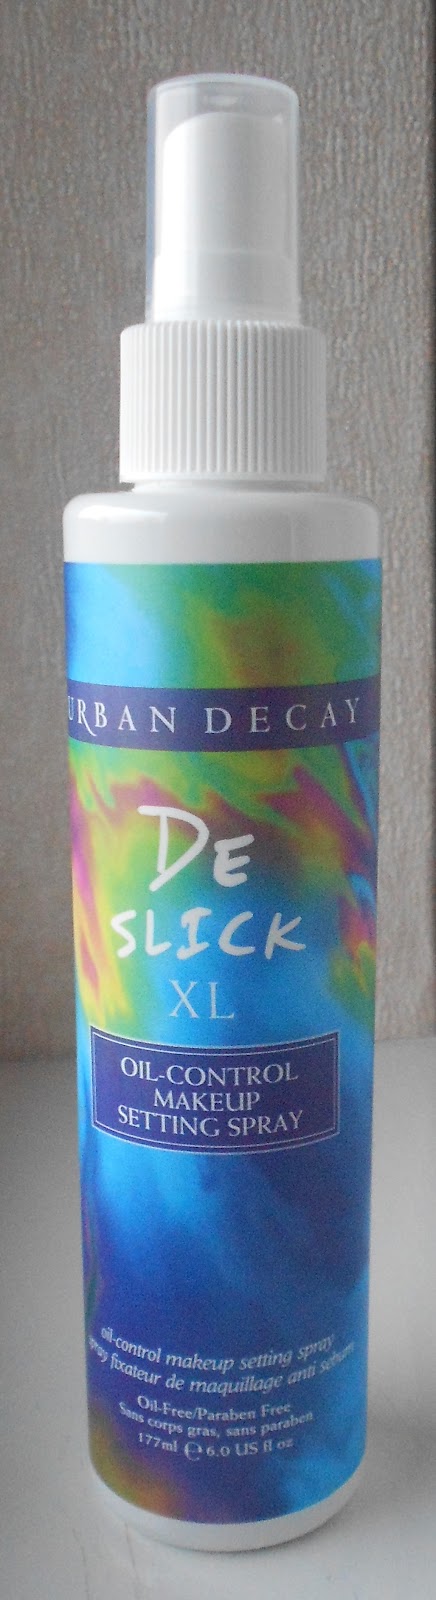 URBAN DECAY
DE
SLICK
XL
OIL-CONTROL
MAKEUP
SETTING SPRAY
oil-control makeup setting spray
spray fixateur de maquillage anti sébum
Oil-Free/Paraben Free
Sans corps gras, sans paraben
177ml ℮ 6.0 US fl oz